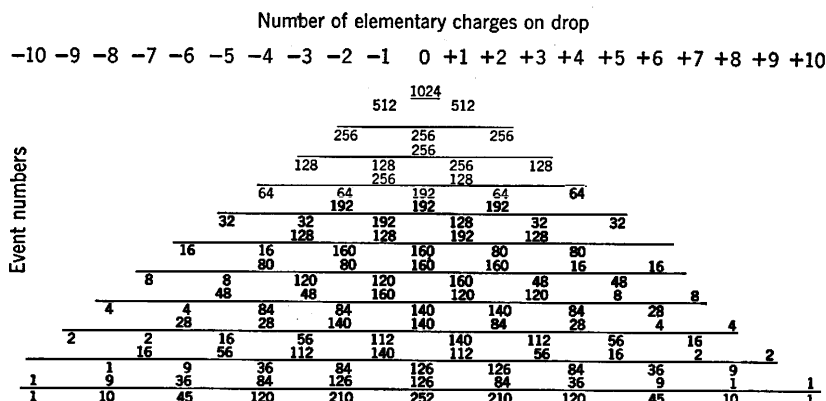 Number of elementary charges on drop
−10 −9 −8 −7 −6 −5 −4 −3 −2 −1 0 +1 +2 +3 +4 +5 +6 +7 +8 +9 +10
Event numbers
1024
512 512
256 256 256
256
128 128 256 128
256 128
64 64 192 64 64
192 192 192
32 32 192 128 32 32
128 128 192 128
16 16 160 160 80 80
80 80 160 160 16 16
8 8 120 120 160 48 48
48 48 160 120 120 8 8
4 4 84 84 140 140 84 28
28 28 140 140 84 28 4 4
2 2 16 56 112 140 112 56 16
16 56 112 140 112 56 16 2 2
1 9 36 84 126 126 84 36 9
1 9 36 84 126 126 84 36 9 1 1
1 10 45 120 210 252 210 120 45 10 1